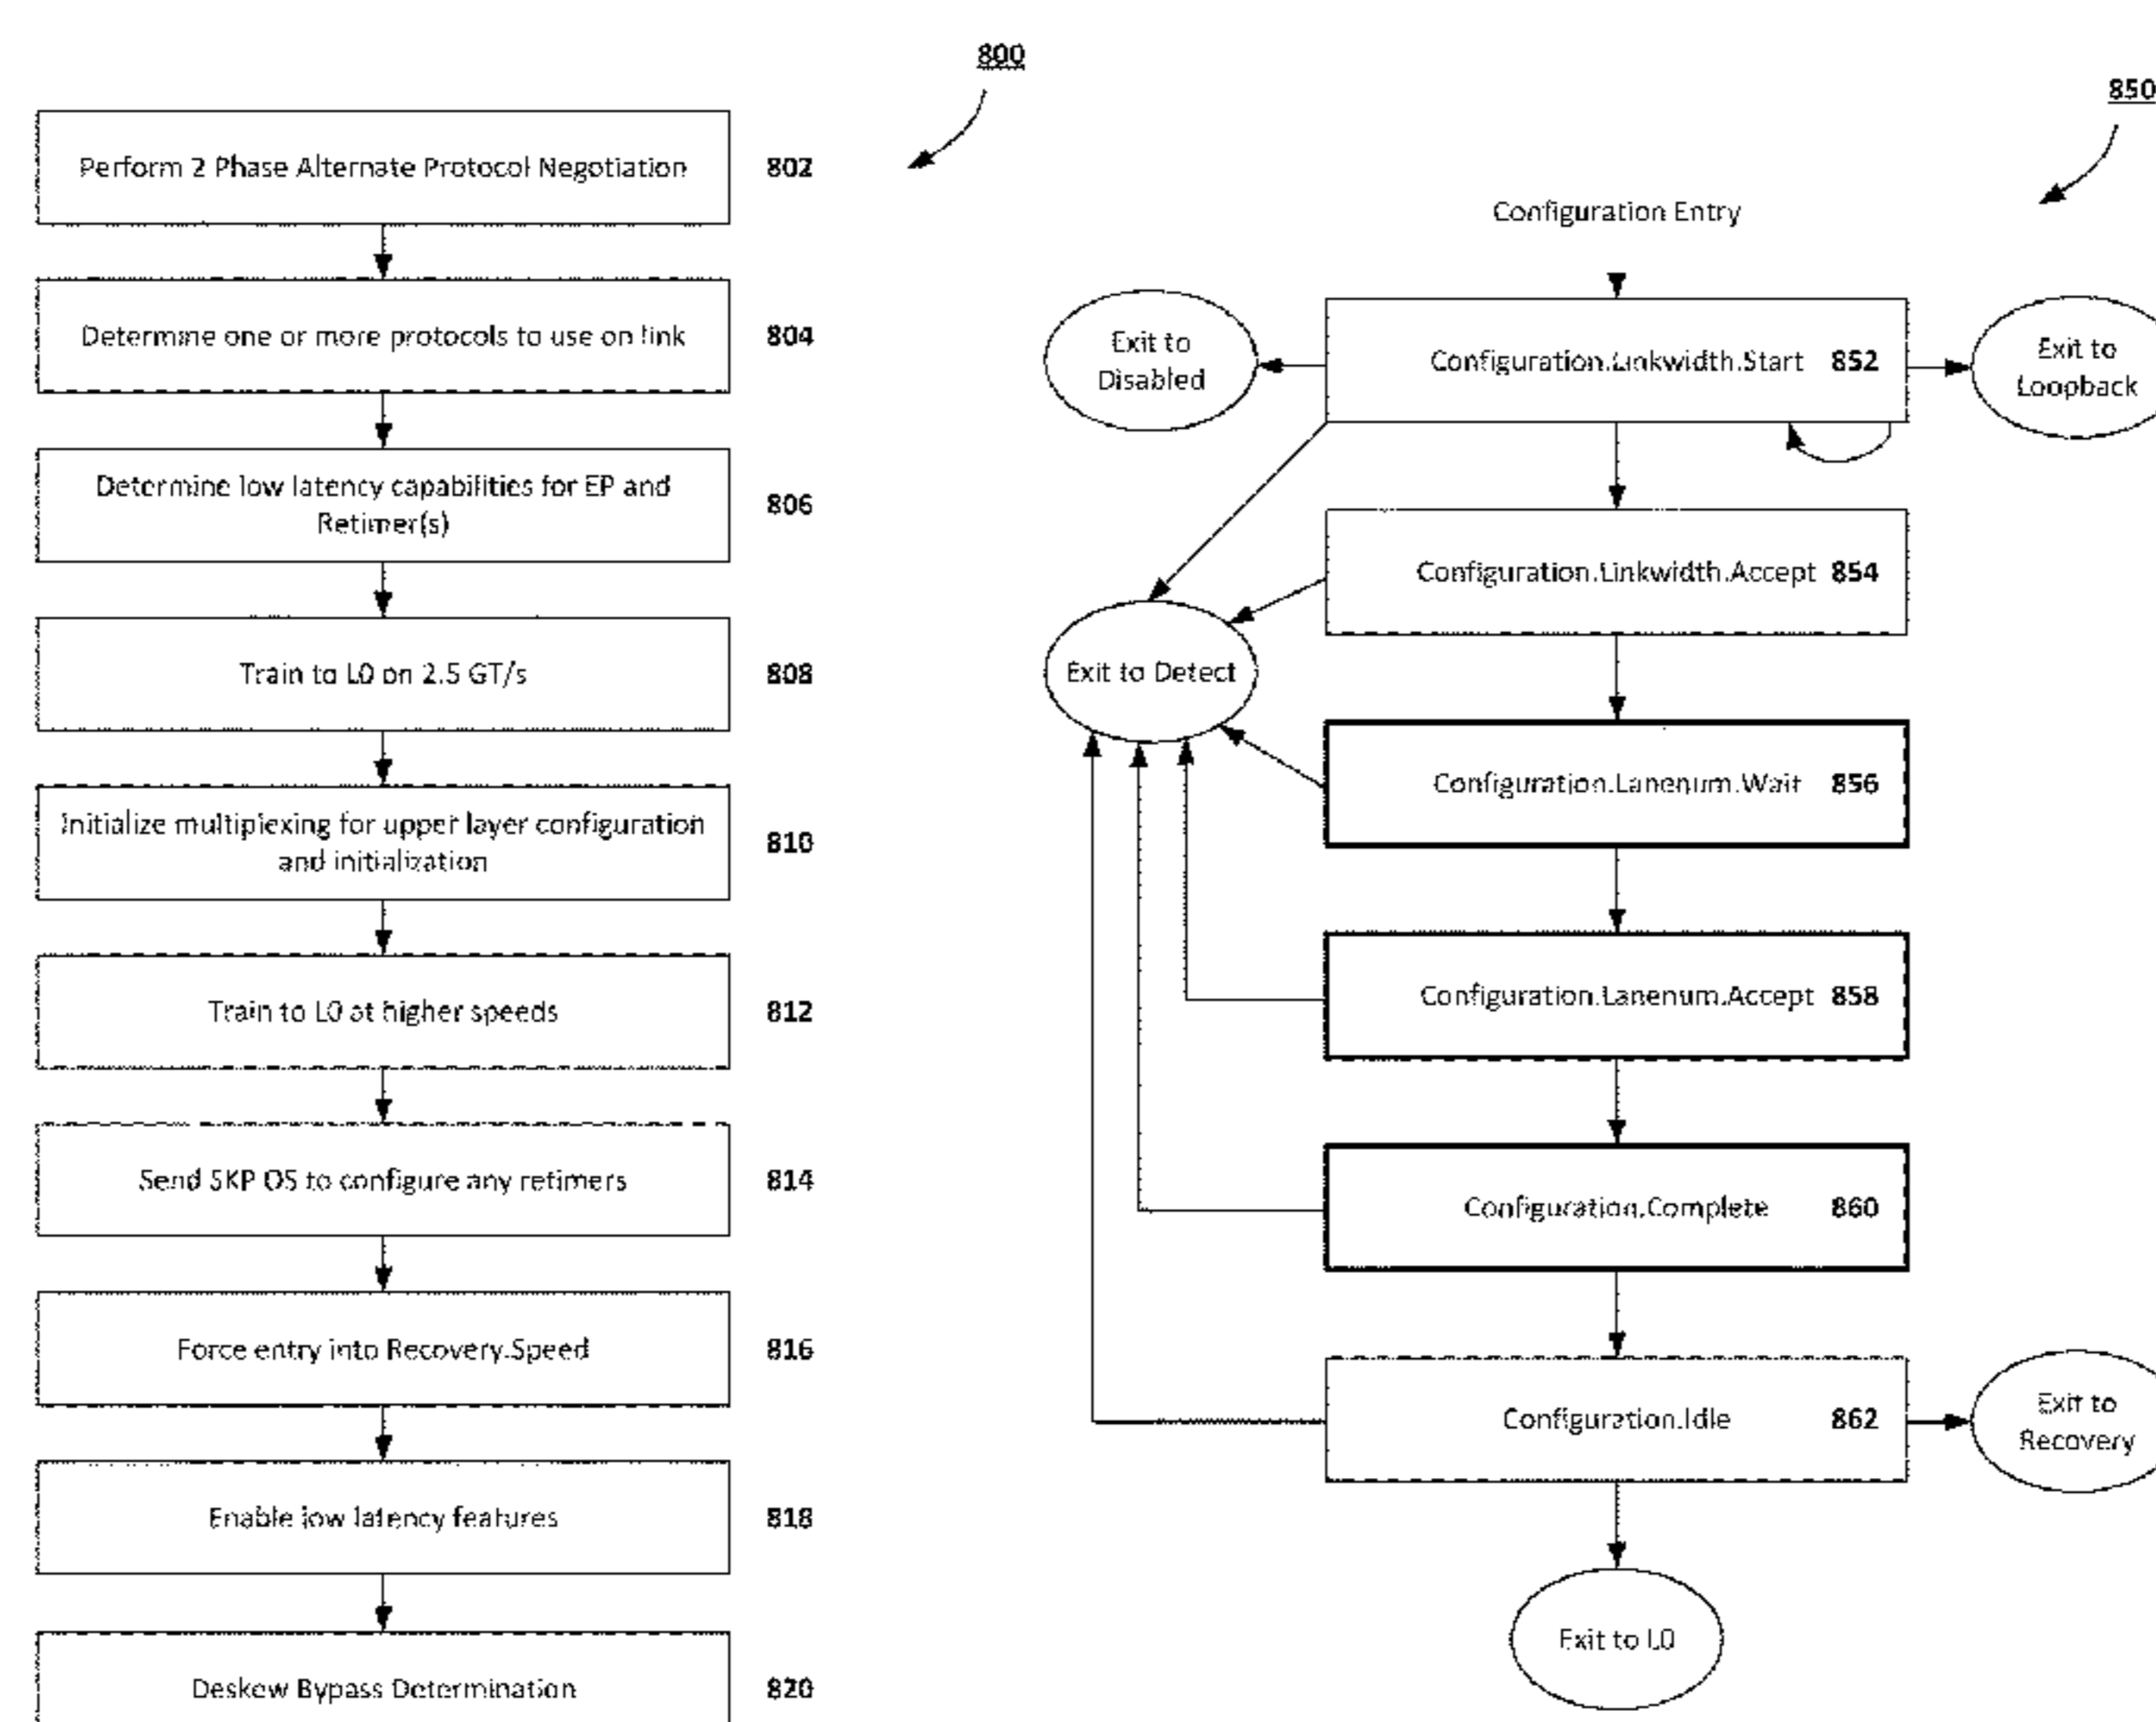 800
Perform 2 Phase Alternate Protocol Negotiation 802
Determine one or more protocols to use on link 804
Determine low latency capabilities for EP and
Retimer(s)
806
Train to L0 on 2.5 GT/s 808
Initialize multiplexing for upper layer configuration
and initialization
810
Train to L0 at higher speeds 812
Send SKP OS to configure any retimers 814
Force entry into Recovery.Speed 816
Enable low latency features 818
Deskew Bypass Determination 820
850
Configuration Entry
Exit to
Disabled
Configuration.Linkwidth.Start 852
Exit to
Loopback
Configuration.Linkwidth.Accept 854
Exit to Detect
Configuration.Lanenum.Wait 856
Configuration.Lanenum.Accept 858
Configuration.Complete 860
Configuration.Idle 862
Exit to
Recovery
Exit to L0